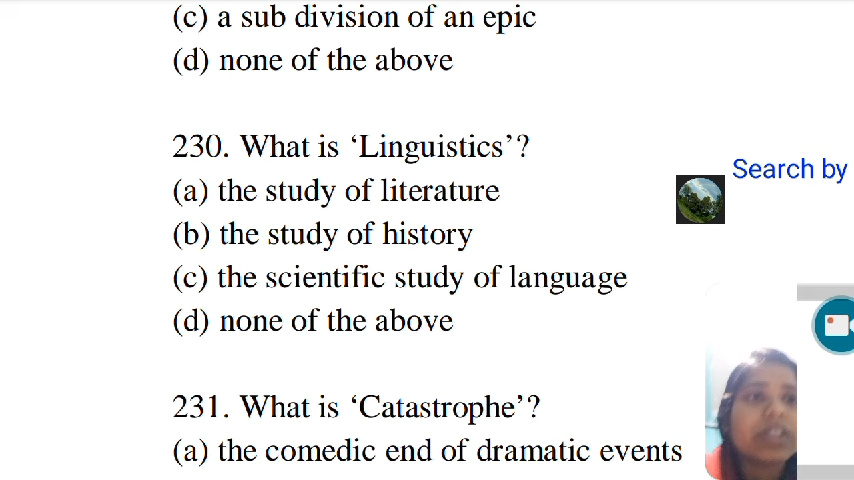 (c) a sub division of an epic
(d) none of the above
230. What is ‘Linguistics’?
(a) the study of literature
(b) the study of history
(c) the scientific study of language
(d) none of the above
231. What is ‘Catastrophe’?
(a) the comedic end of dramatic events
Search by